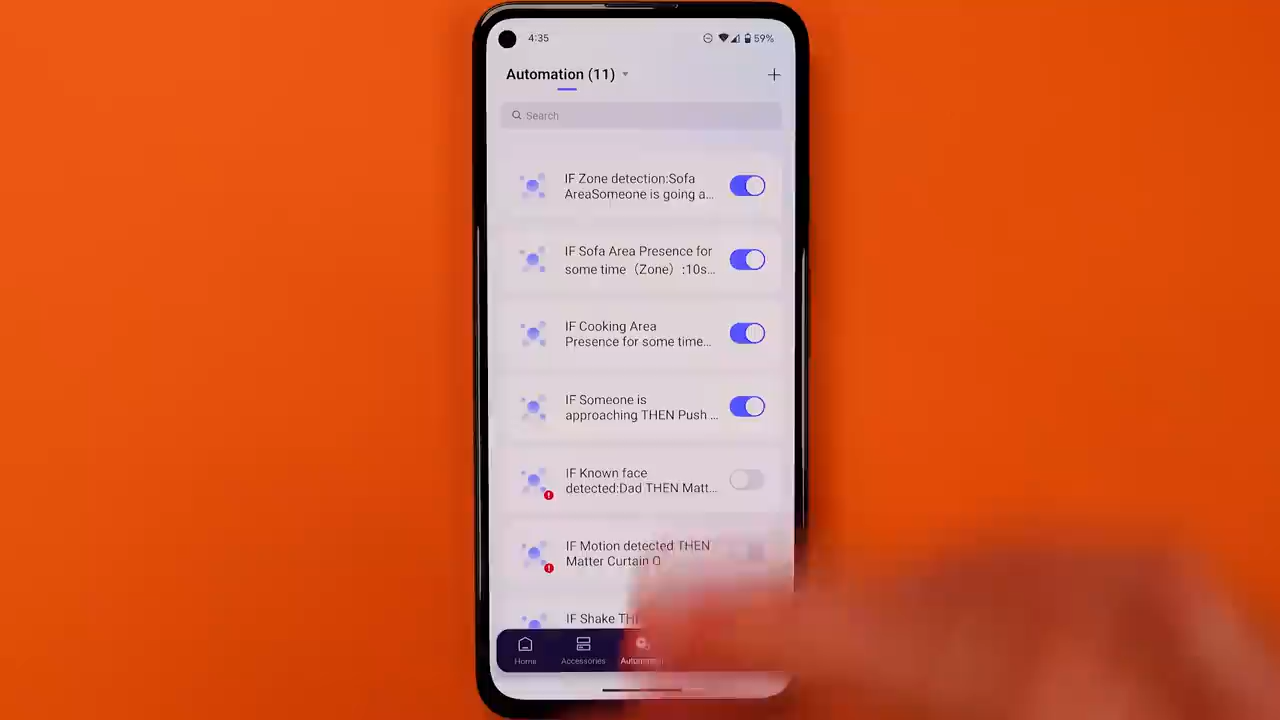 4:35
59%
Automation (11)
Search
IF Zone detection:Sofa
AreaSomeone is going a...
IF Sofa Area Presence for
some time（Zone）:10s...
IF Cooking Area
Presence for some time...
IF Someone is
approaching THEN Push ...
IF Known face
detected:Dad THEN Matt...
IF Motion detected THEN
Matter Curtain O
IF Shake TH
Home
Accessories